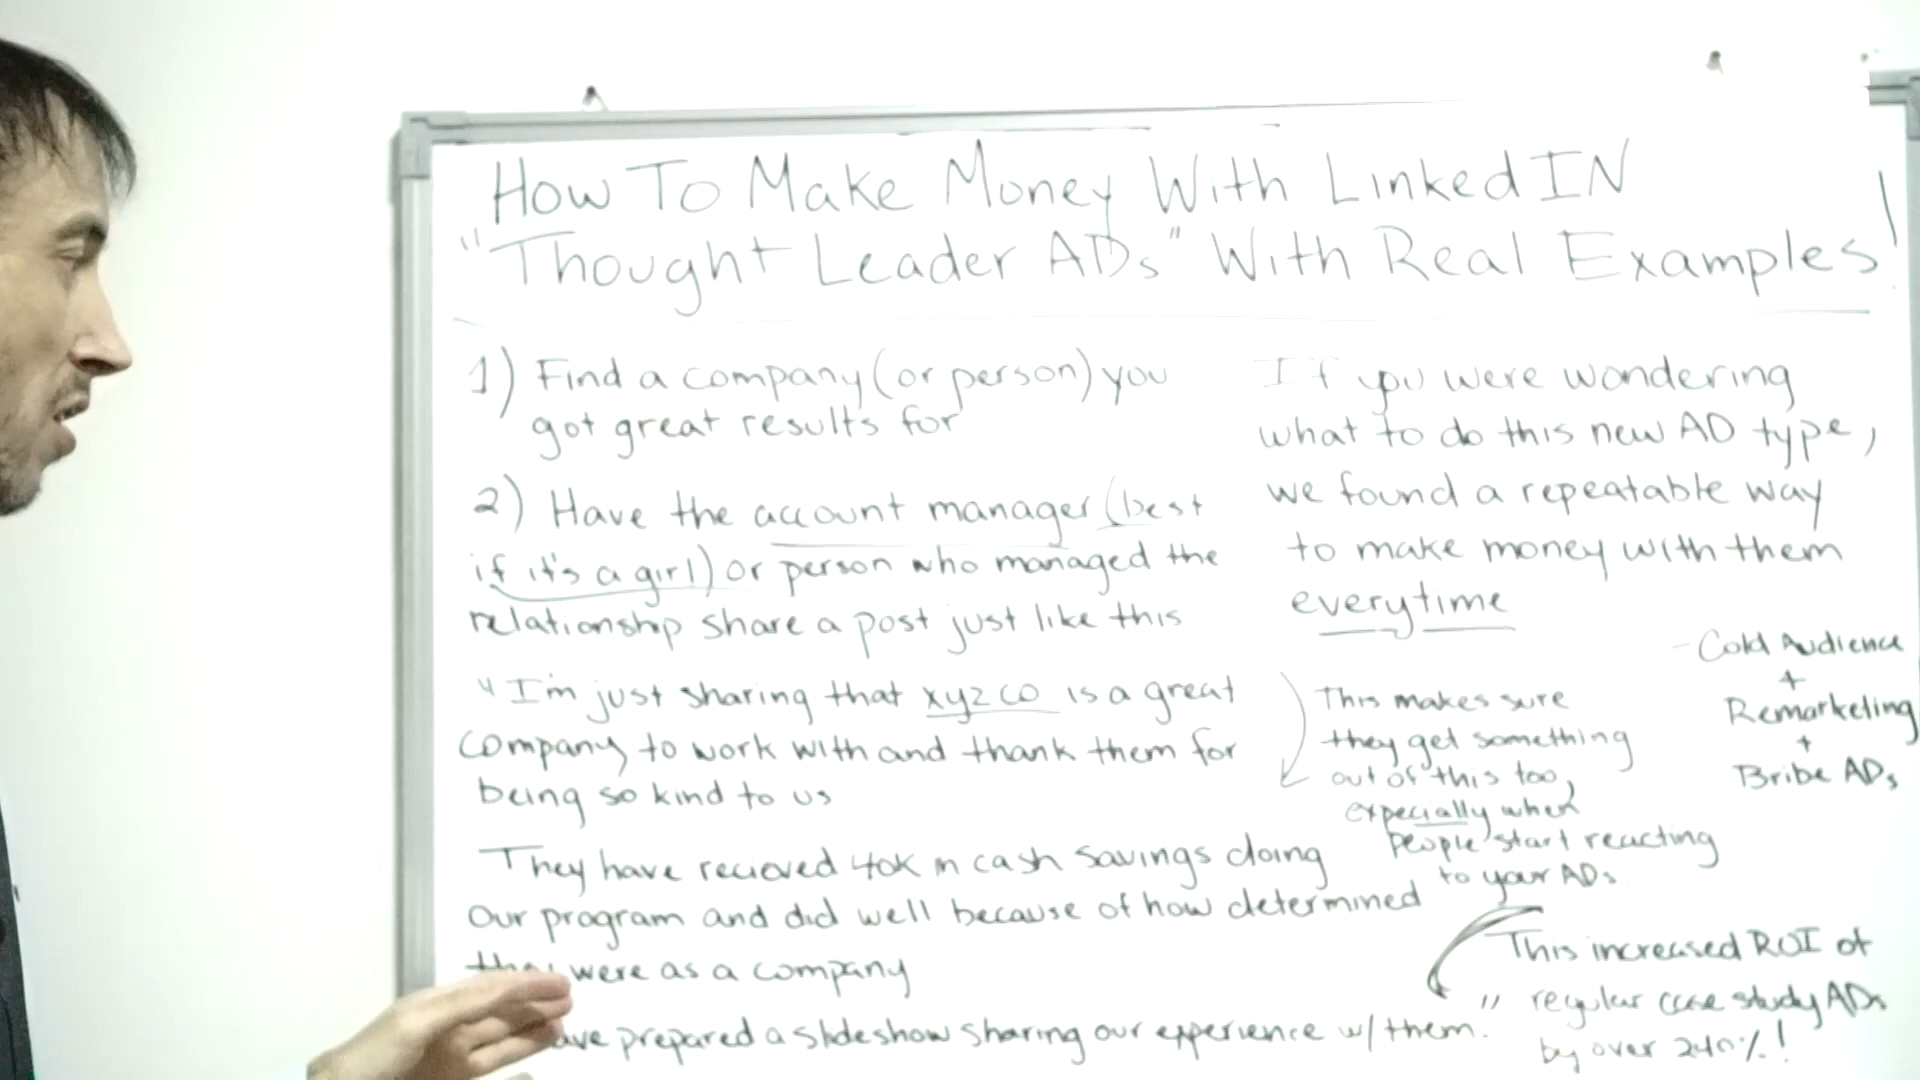 How To Make Money With LinkedIN
"Thought Leader ADs" With Real Examples!
1) Find a company (or person) you
got great results for
2) Have the account manager (best
if it's a girl) or person who managed the
relationship share a post just like this
"I'm just sharing that xyz co is a great
company to work with and thank them for
being so kind to us
They have recieved 40k in cash savings doing
our program and did well because of how determined
they were as a company
have prepared a slideshow sharing our experience w/ them."
If you were wondering
what to do this new AD type,
we found a repeatable way
to make money with them
everytime
This makes sure
they get something
out of this too,
expecially when
people start reacting
to your ADs
- Cold Audience
+
Remarketing
+
Bribe ADs
This increased ROI of
regular case study ADs
by over 240%!